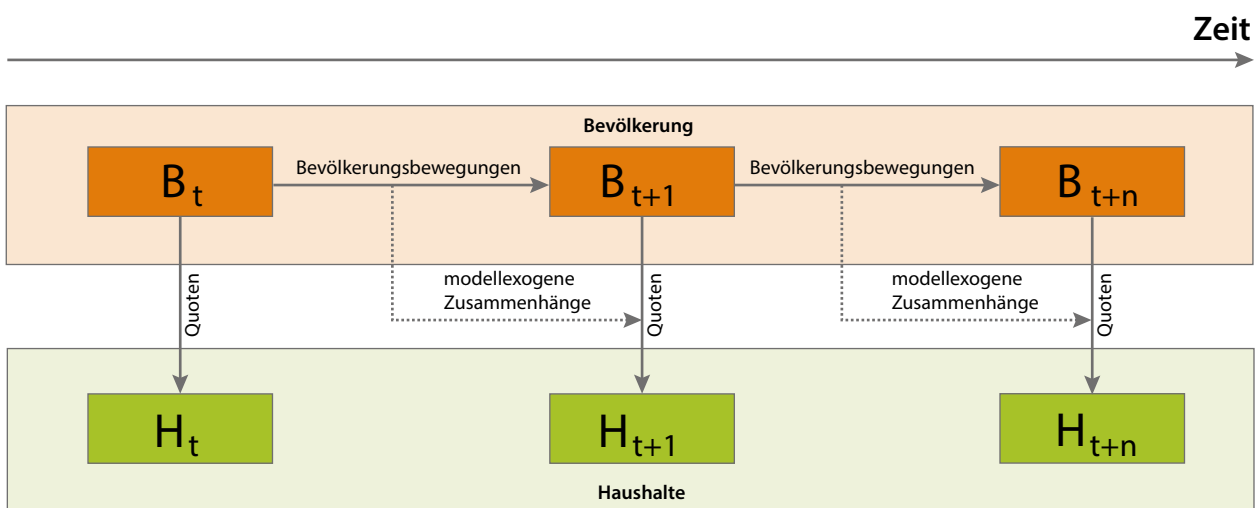 Zeit
Bevölkerung
B t
Bevölkerungsbewegungen
B t+1
Bevölkerungsbewegungen
B t+n
Quoten
modellexogene
Zusammenhänge
Quoten
modellexogene
Zusammenhänge
Quoten
H t
H t+1
H t+n
Haushalte